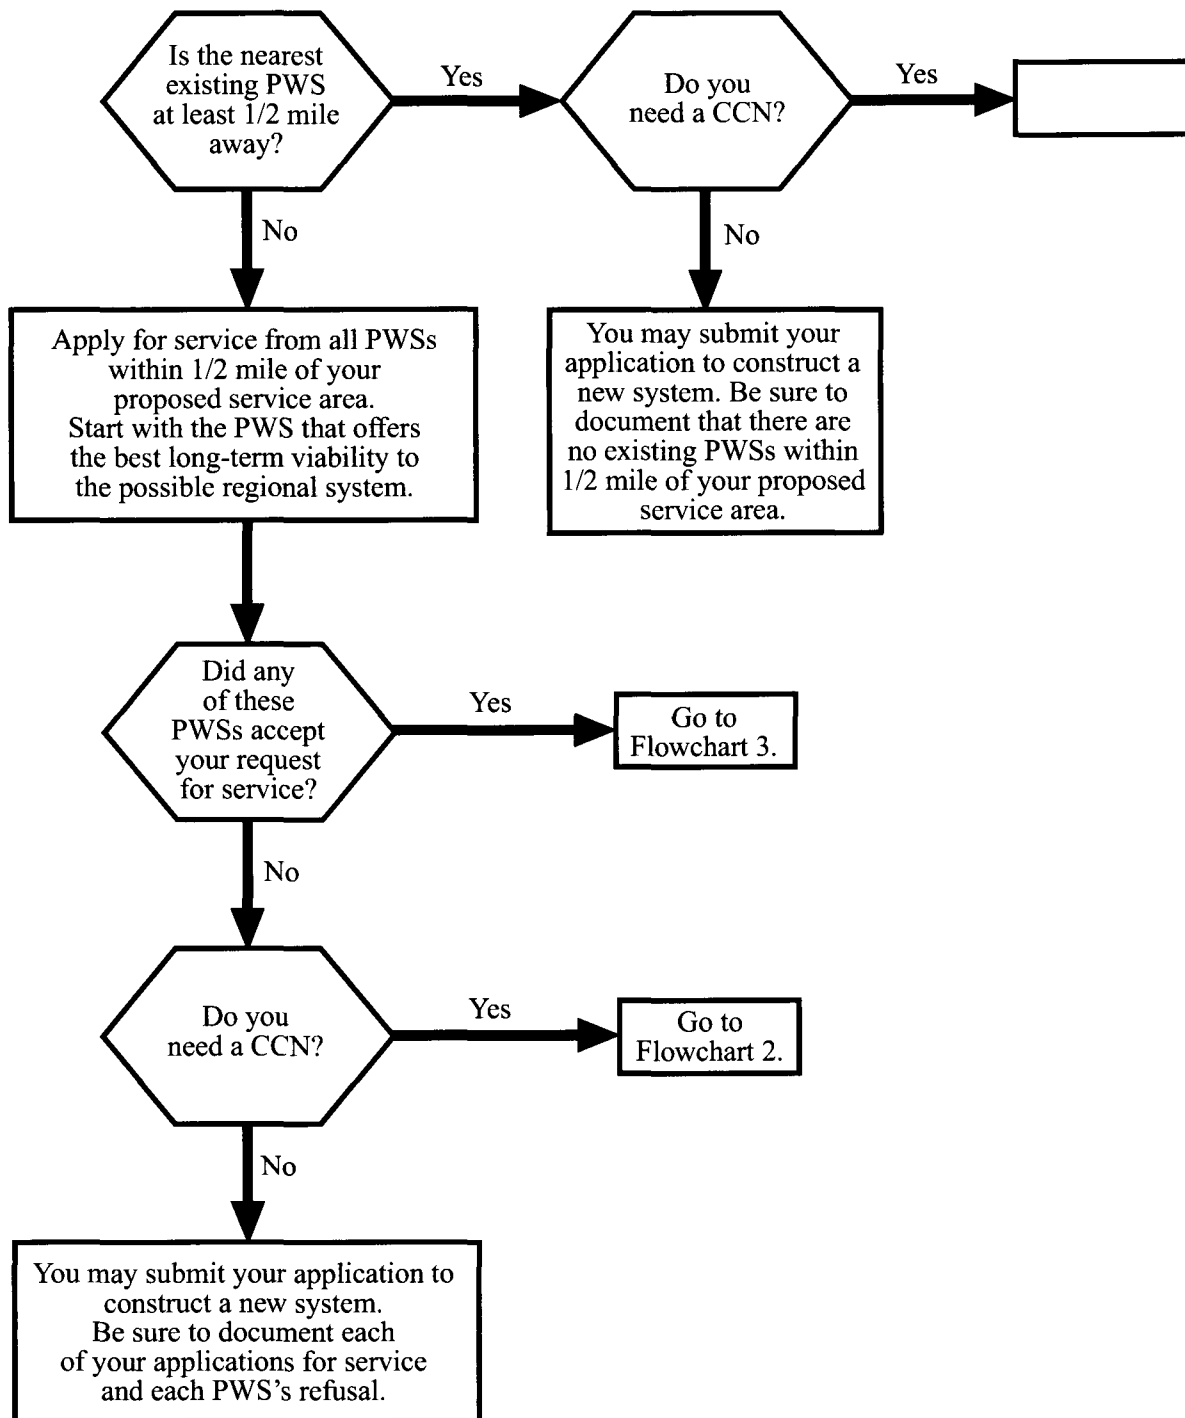 Is the nearest
existing PWS
at least 1/2 mile
away?
Yes
Do you
need a CCN?
Yes
No
No
Apply for service from all PWSs
within 1/2 mile of your
proposed service area.
Start with the PWS that offers
the best long-term viability to
the possible regional system.
You may submit your
application to construct a
new system. Be sure to
document that there are
no existing PWSs within
1/2 mile of your proposed
service area.
Did any
of these
PWSs accept
your request
for service?
Yes
Go to
Flowchart 3.
No
Do you
need a CCN?
Yes
Go to
Flowchart 2.
No
You may submit your application to
construct a new system.
Be sure to document each
of your applications for service
and each PWS's refusal.